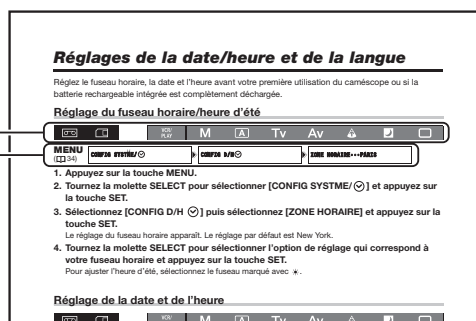 Réglages de la date/heure et de la langue
Réglez le fuseau horaire, la date et l'heure avant votre première utilisation du caméscope ou si la
batterie rechargeable intégrée est complètement déchargée.
Réglage du fuseau horaire/heure d'été
VCR/ PLAY M A Tv Av
MENU
(34)
CONFIG SYSTÈME/ CONFIG D/H ZONE HORAIRE•••PARIS
1. Appuyez sur la touche MENU.
2. Tournez la molette SELECT pour sélectionner [CONFIG SYSTME/ ] et appuyez sur
la touche SET.
3. Sélectionnez [CONFIG D/H ] puis sélectionnez [ZONE HORAIRE] et appuyez sur la
touche SET.
Le réglage du fuseau horaire apparaît. Le réglage par défaut est New York.
4. Tournez la molette SELECT pour sélectionner l'option de réglage qui correspond à
votre fuseau horaire et appuyez sur la touche SET.
Pour ajuster l'heure d'été, sélectionnez le fuseau marqué avec ☀.
Réglage de la date et de l'heure
VCR/ M A Tv Av